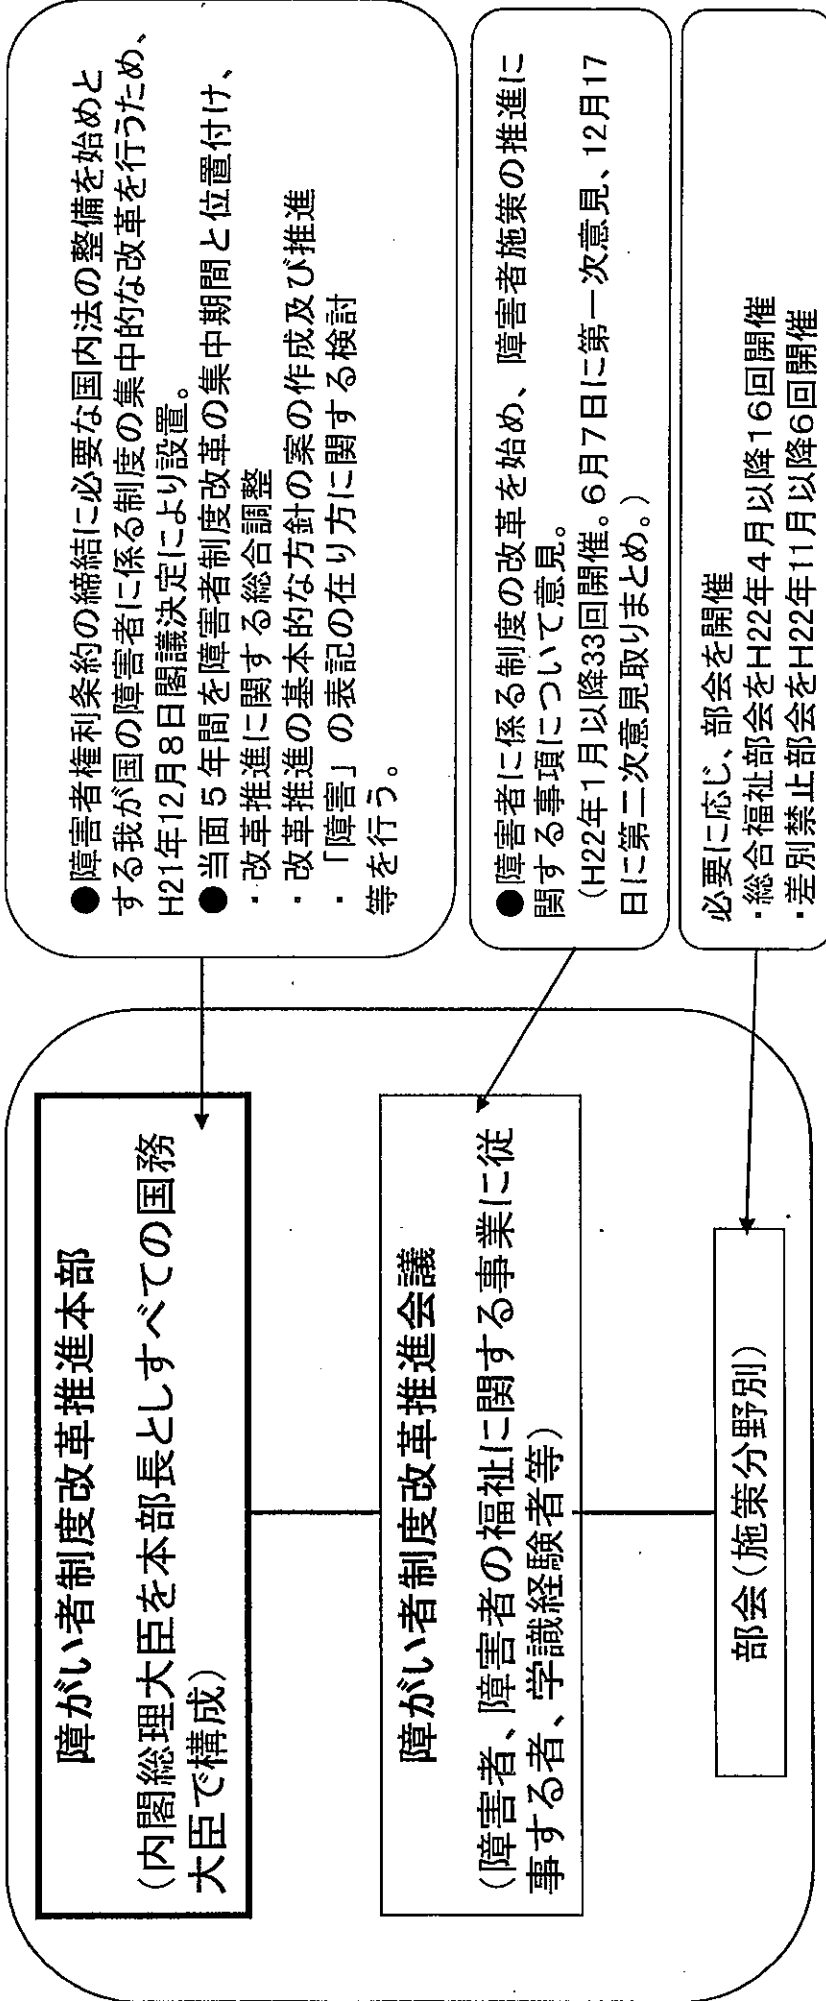 障がい者制度改革推進本部
（内閣総理大臣を本部長としすべての国務
大臣で構成）
●障害者権利条約の締結に必要な国内法の整備を始めと
する我が国の障害者に係る制度の集中的な改革を行うため、
H21年12月8日閣議決定により設置。
●当面５年間を障害者制度改革の集中期間と位置付け、
・改革推進に関する総合調整
・改革推進の基本的な方針の案の作成及び推進
・「障害」の表記の在り方に関する検討
等を行う。
障がい者制度改革推進会議
（障害者、障害者の福祉に関する事業に従
事する者、学識経験者等）
●障害者に係る制度の改革を始め、障害者施策の推進に
関する事項について意見。
（H22年1月以降33回開催。6月7日に第一次意見、12月17
日に第二次意見取りまとめ。）
部会（施策分野別）
必要に応じ、部会を開催
・総合福祉部会をH22年4月以降16回開催
・差別禁止部会をH22年11月以降6回開催